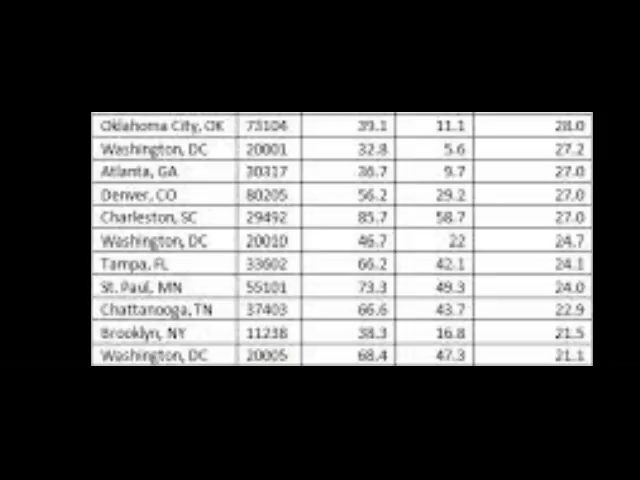 Oklahoma City, OK 73104 39.1 11.1 28.0
Washington, DC 20001 32.8 5.6 27.2
Atlanta, GA 30317 36.7 9.7 27.0
Denver, CO 80205 56.2 29.2 27.0
Charleston, SC 29492 85.7 58.7 27.0
Washington, DC 20010 46.7 22 24.7
Tampa, FL 33602 66.2 42.1 24.1
St. Paul, MN 55101 73.3 49.3 24.0
Chattanooga, TN 37403 66.6 43.7 22.9
Brooklyn, NY 11238 38.3 16.8 21.5
Washington, DC 20005 68.4 47.3 21.1